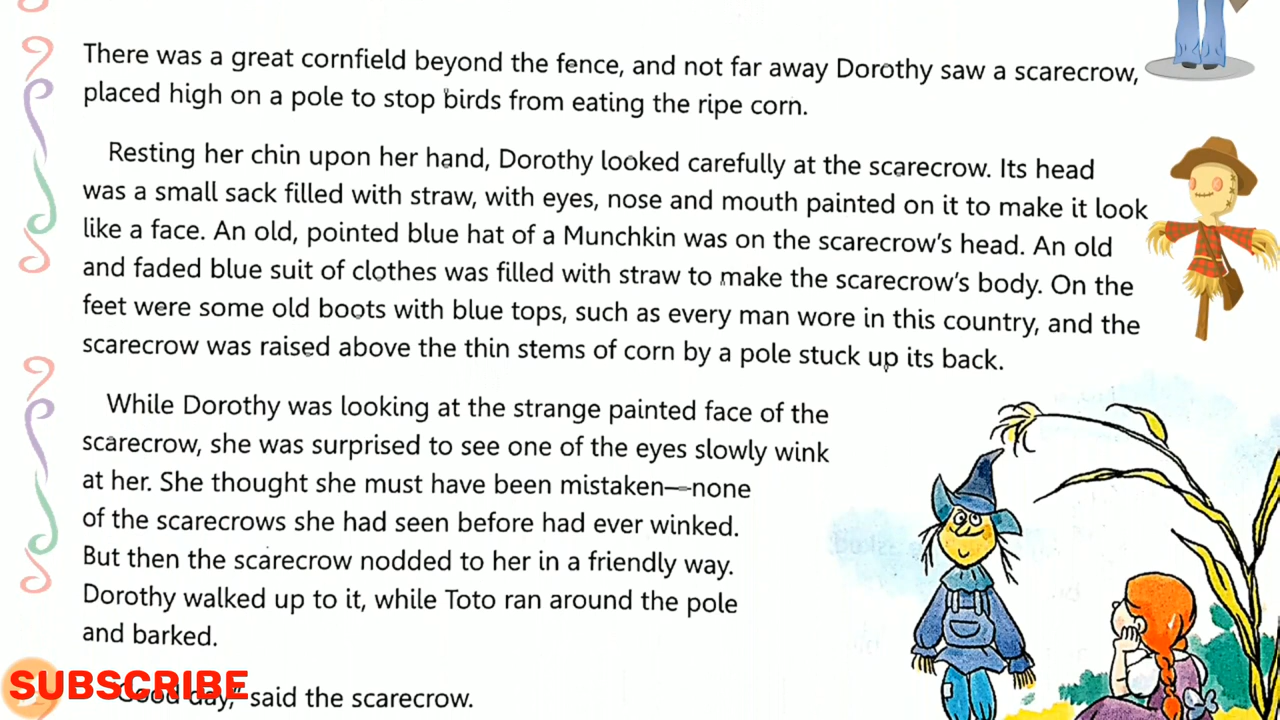 There was a great cornfield beyond the fence, and not far away Dorothy saw a scarecrow,
placed high on a pole to stop birds from eating the ripe corn.
Resting her chin upon her hand, Dorothy looked carefully at the scarecrow. Its head
was a small sack filled with straw, with eyes, nose and mouth painted on it to make it look
like a face. An old, pointed blue hat of a Munchkin was on the scarecrow's head. An old
and faded blue suit of clothes was filled with straw to make the scarecrow's body. On the
feet were some old boots with blue tops, such as every man wore in this country, and the
scarecrow was raised above the thin stems of corn by a pole stuck up its back.
While Dorothy was looking at the strange painted face of the
scarecrow, she was surprised to see one of the eyes slowly wink
at her. She thought she must have been mistaken—none
of the scarecrows she had seen before had ever winked.
But then the scarecrow nodded to her in a friendly way.
Dorothy walked up to it, while Toto ran around the pole
and barked.
"Good day," said the scarecrow.
SUBSCRIBE